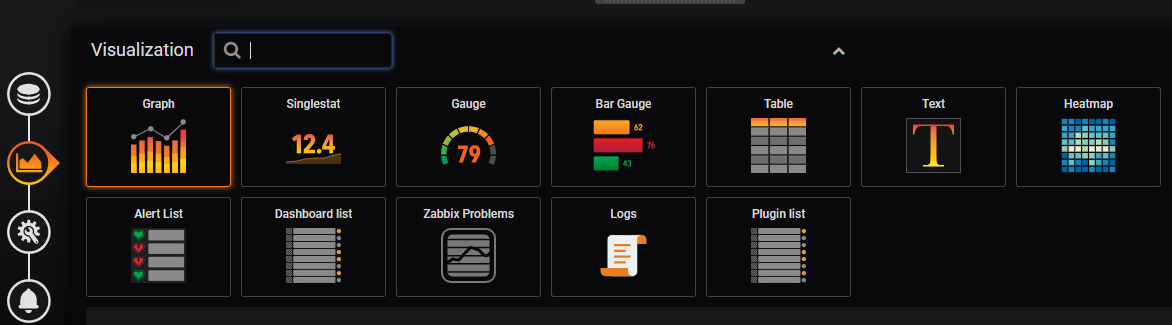 Visualization
Graph
Singlestat
Gauge
Bar Gauge
Table
Text
Heatmap
12.4
79
62
76
43
T
Alert List
Dashboard list
Zabbix Problems
Logs
Plugin list